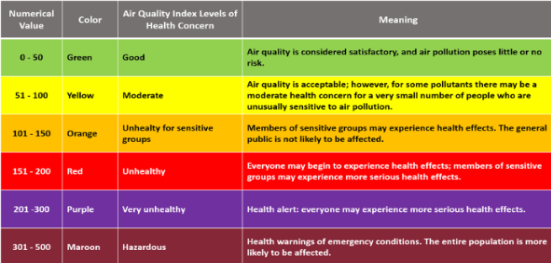 Numerical Value
Color
Air Quality Index Levels of Health Concern
Meaning
0 - 50
Green
Good
Air quality is considered satisfactory, and air pollution poses little or no
risk.
51 - 100
Yellow
Moderate
Air quality is acceptable; however, for some pollutants there may be a
moderate health concern for a very small number of people who are
unusually sensitive to air pollution.
101 - 150
Orange
Unhealty for sensitive
groups
Members of sensitive groups may experience health effects. The general
public is not likely to be affected.
151 - 200
Red
Unhealthy
Everyone may begin to experience health effects; members of sensitive
groups may experience more serious health effects.
201 -300
Purple
Very unhealthy
Health alert: everyone may experience more serious health effects.
301 - 500
Maroon
Hazardous
Health warnings of emergency conditions. The entire population is more
likely to be affected.